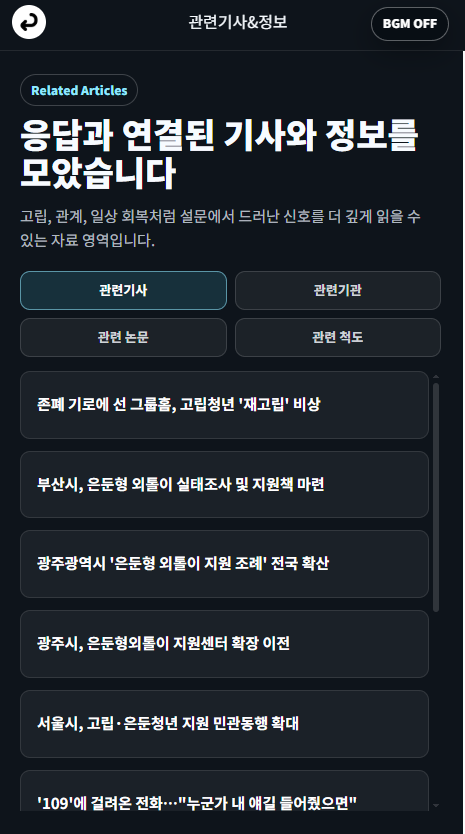 관련기사&정보
BGM OFF
Related Articles
응답과 연결된 기사와 정보를
모았습니다
고립, 관계, 일상 회복처럼 설문에서 드러난 신호를 더 깊게 읽을 수
있는 자료 영역입니다.
관련기사
관련기관
관련 논문
관련 척도
존폐 기로에 선 그룹홈, 고립청년 '재고립' 비상
부산시, 은둔형 외톨이 실태조사 및 지원책 마련
광주광역시 '은둔형 외톨이 지원 조례' 전국 확산
광주시, 은둔형외톨이 지원센터 확장 이전
서울시, 고립·은둔청년 지원 민관동행 확대
'109'에 걸려온 전화…"누군가 내 얘길 들어줬으면"